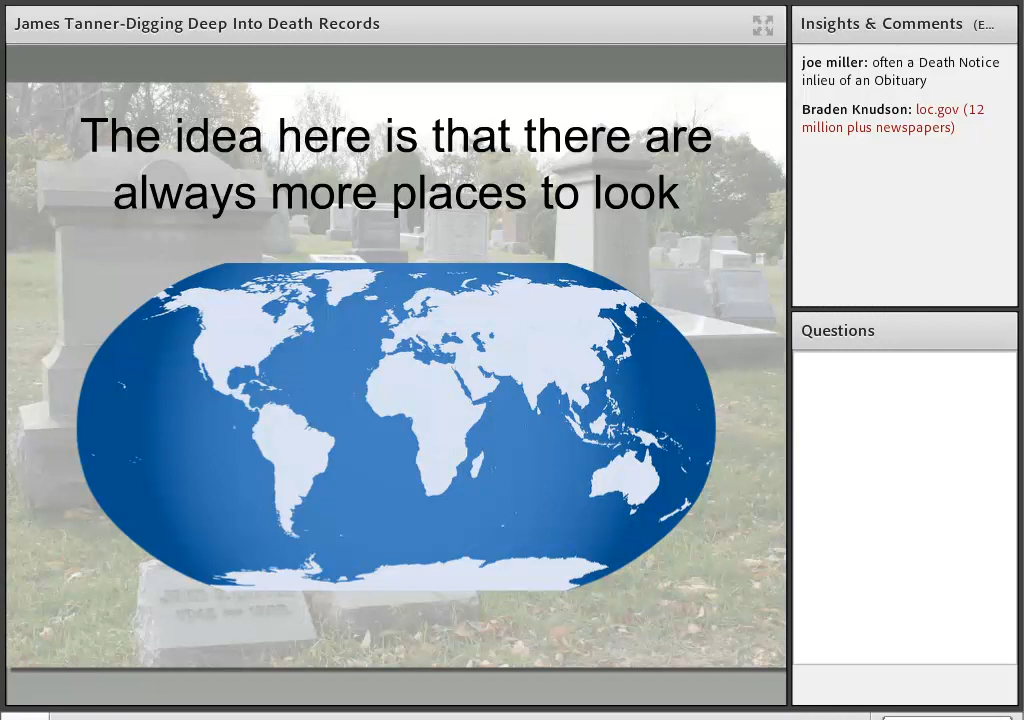 James Tanner-Digging Deep Into Death Records
The idea here is that there are
always more places to look
Insights & Comments (E...
joe miller: often a Death Notice
inlieu of an Obituary
Braden Knudson: loc.gov (12
million plus newspapers)
Questions